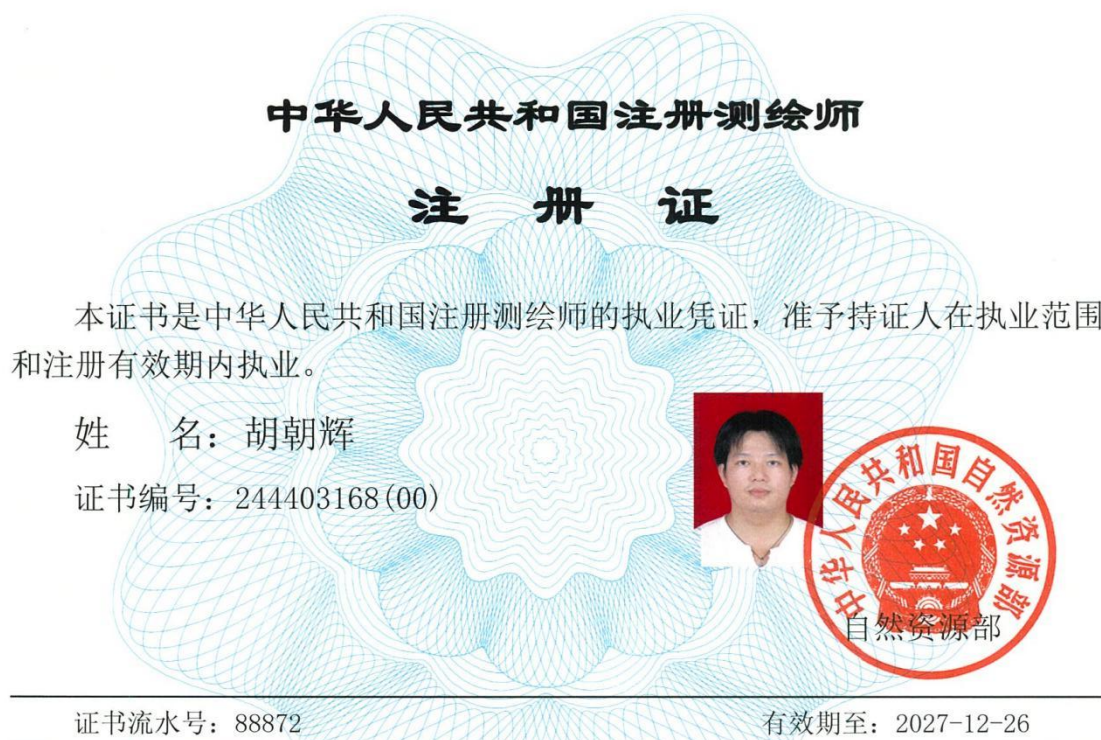 中华人民共和国注册测绘师
注 册 证
本证书是中华人民共和国注册测绘师的执业凭证，准予持证人在执业范围
和注册有效期内执业。
姓 名：胡朝辉
证书编号：244403168(00)
中华人民共和国自然资源部
自然资源部
证书流水号：88872
有效期至：2027-12-26